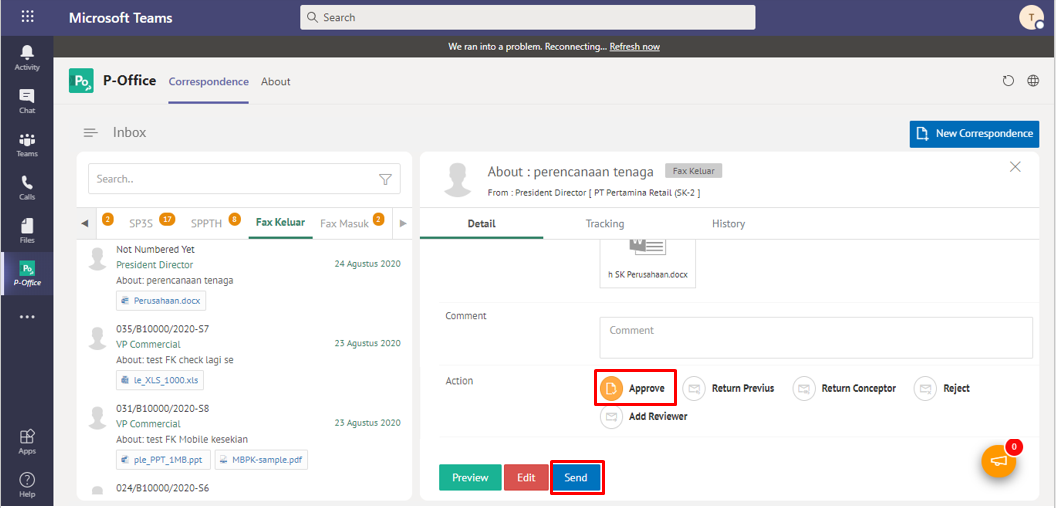 Microsoft Teams
Search
T
We ran into a problem. Reconnecting... Refresh now
Activity
Chat
Teams
Calls
Files
Po
P-Office
Apps
Help
Po
P-Office
Correspondence
About
Inbox
New Correspondence
Search..
2
SP3S 17
SPPTH 8
Fax Keluar
Fax Masuk 2
Not Numbered Yet
President Director
24 Agustus 2020
About: perencanaan tenaga
Perusahaan.docx
035/B10000/2020-S7
VP Commercial
23 Agustus 2020
About: test FK check lagi se
le_XLS_1000.xls
031/B10000/2020-S8
VP Commercial
23 Agustus 2020
About: test FK Mobile kesekian
ple_PPT_1MB.ppt
MBPK-sample.pdf
024/B10000/2020-S6
About : perencanaan tenaga
Fax Keluar
From : President Director [ PT Pertamina Retail (SK-2 ]
Detail
Tracking
History
W
h SK Perusahaan.docx
Comment
Comment
Action
Approve
Return Previus
Return Conceptor
Reject
Add Reviewer
Preview
Edit
Send
0